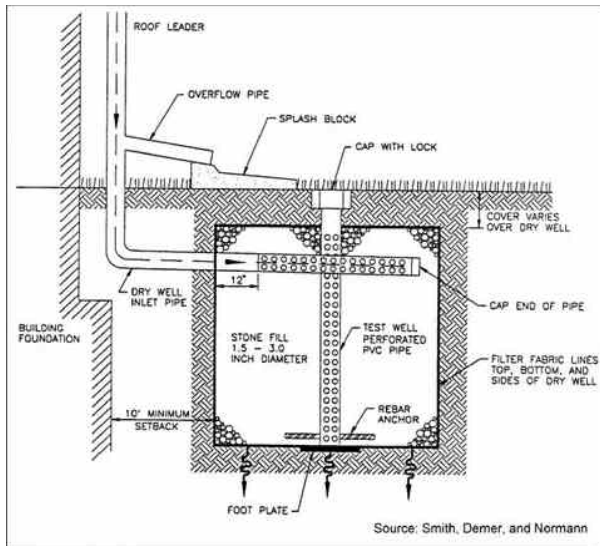 ROOF LEADER
OVERFLOW PIPE
SPLASH BLOCK
CAP WITH LOCK
COVER VARIES
OVER DRY WELL
DRY WELL
INLET PIPE
12"
CAP END OF PIPE
BUILDING
FOUNDATION
STONE FILL
1.5 - 3.0
INCH DIAMETER
TEST WELL
PERFORATED
PVC PIPE
FILTER FABRIC LINES
TOP, BOTTOM, AND
SIDES OF DRY WELL
10' MINIMUM
SETBACK
REBAR
ANCHOR
FOOT PLATE
Source: Smith, Demer, and Normann